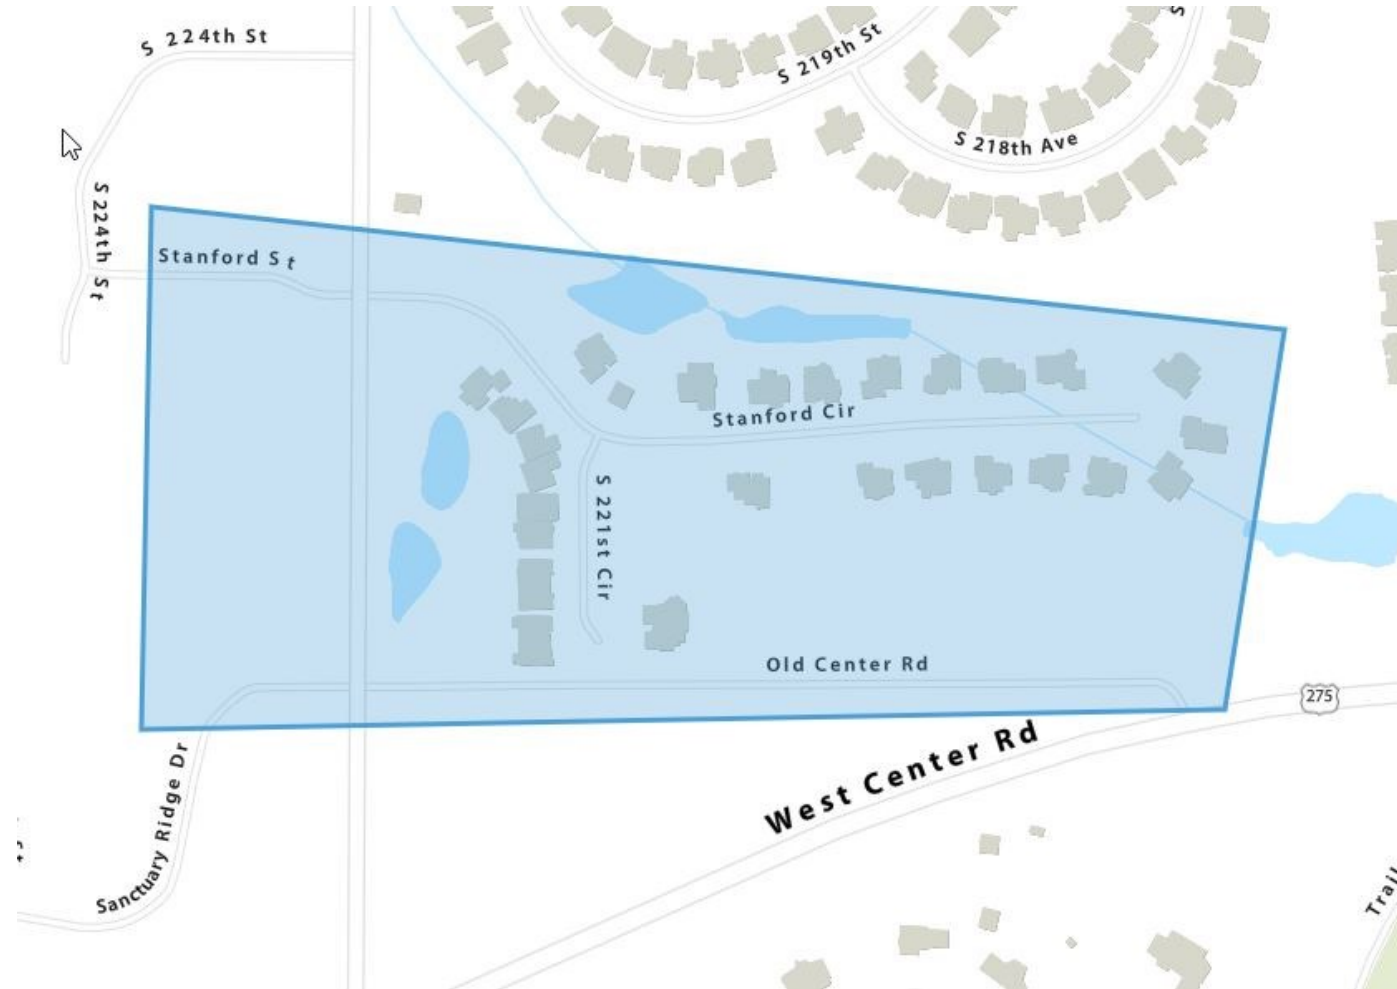 S 224th St
S 219th St
S 218th Ave
S 224th St
Stanford St
Stanford Cir
S 221st Cir
Old Center Rd
275
West Center Rd
Sanctuary Ridge Dr
Trail